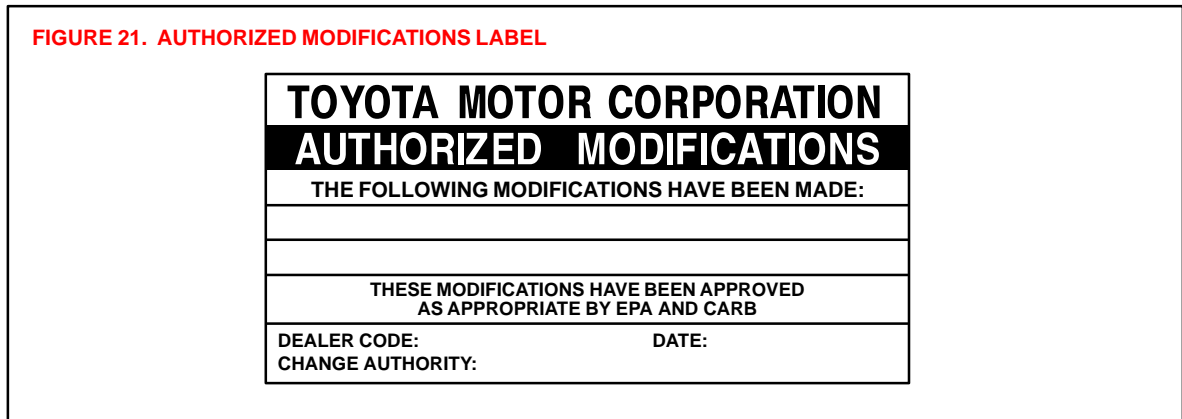 FIGURE 21. AUTHORIZED MODIFICATIONS LABEL
TOYOTA MOTOR CORPORATION
AUTHORIZED MODIFICATIONS
THE FOLLOWING MODIFICATIONS HAVE BEEN MADE:
THESE MODIFICATIONS HAVE BEEN APPROVED
AS APPROPRIATE BY EPA AND CARB
DEALER CODE: DATE:
CHANGE AUTHORITY: